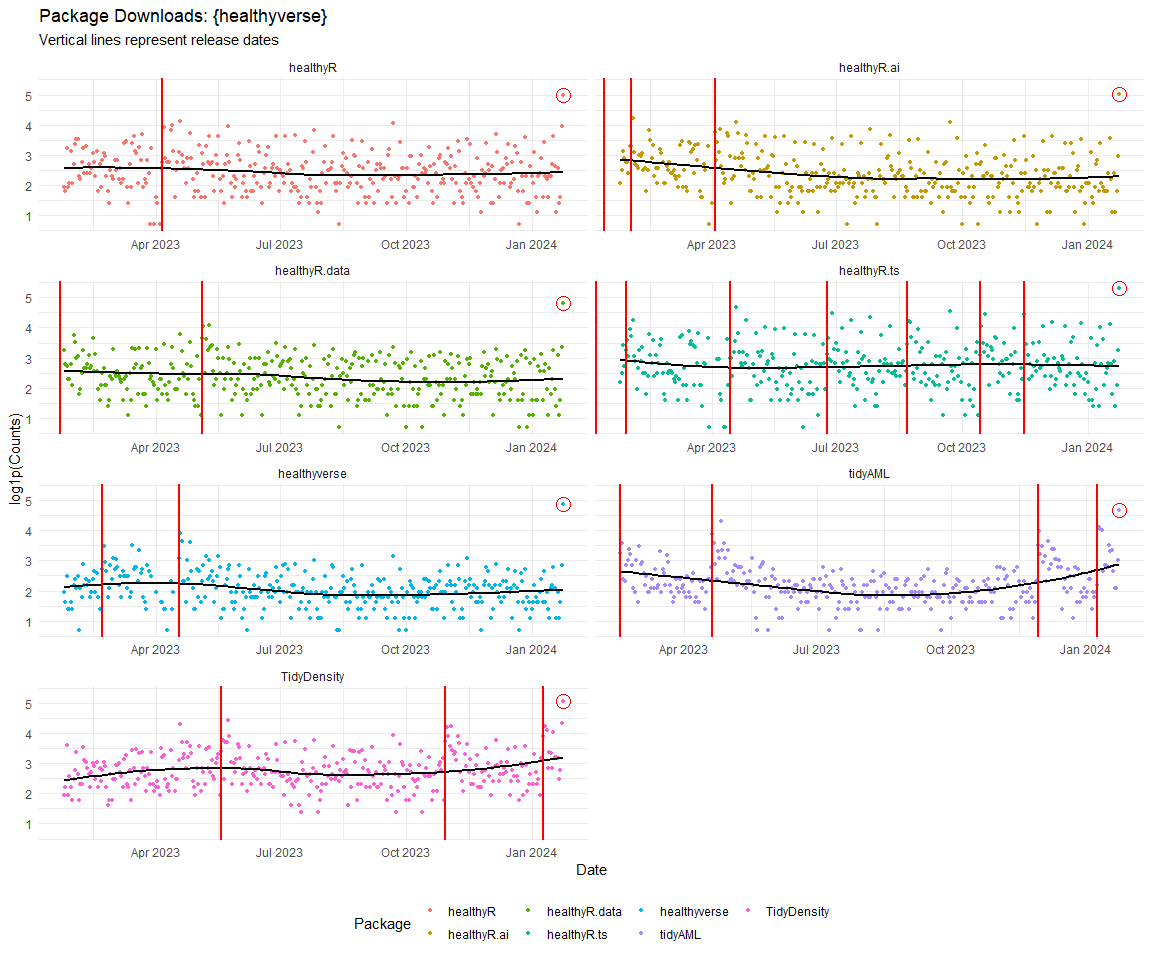 Package Downloads: {healthyverse}
Vertical lines represent release dates
healthyR
healthyR.ai
5
4
3
2
1
Apr 2023 Jul 2023 Oct 2023 Jan 2024
Apr 2023 Jul 2023 Oct 2023 Jan 2024
healthyR.data
healthyR.ts
5
4
3
2
1
Apr 2023 Jul 2023 Oct 2023 Jan 2024
Apr 2023 Jul 2023 Oct 2023 Jan 2024
log1p(Counts)
healthyverse
tidyAML
5
4
3
2
1
Apr 2023 Jul 2023 Oct 2023 Jan 2024
Apr 2023 Jul 2023 Oct 2023 Jan 2024
TidyDensity
5
4
3
2
1
Apr 2023 Jul 2023 Oct 2023 Jan 2024
Date
Package
healthyR healthyR.data healthyverse TidyDensity
healthyR.ai healthyR.ts tidyAML